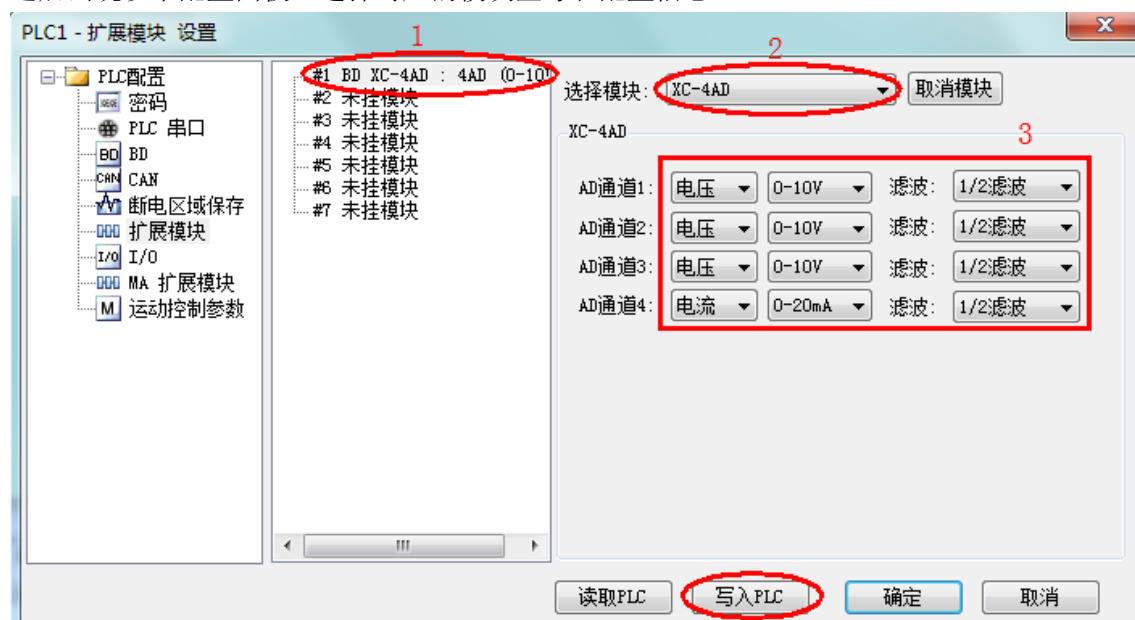 PLC1 - 扩展模块 设置
1
2
3
PLC配置
密码
PLC 串口
BD BD
CAN CAN
断电区域保存
扩展模块
I/O I/O
MA 扩展模块
M 运动控制参数
#1 BD XC-4AD : 4AD (0-10
#2 未挂模块
#3 未挂模块
#4 未挂模块
#5 未挂模块
#6 未挂模块
#7 未挂模块
选择模块: XC-4AD 取消模块
XC-4AD
AD通道1: 电压 0-10V 滤波: 1/2滤波
AD通道2: 电压 0-10V 滤波: 1/2滤波
AD通道3: 电压 0-10V 滤波: 1/2滤波
AD通道4: 电流 0-20mA 滤波: 1/2滤波
读取PLC 写入PLC 确定 取消